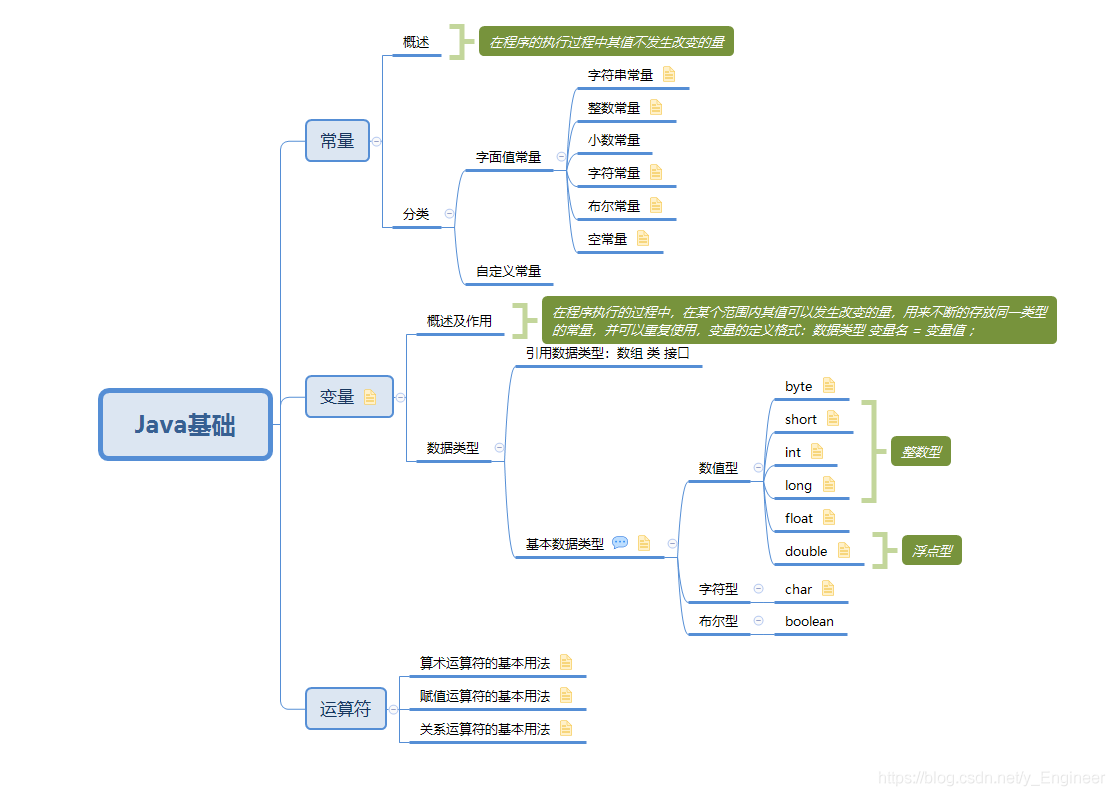 Java基础
常量
概述
在程序的执行过程中其值不发生改变的量
分类
字面值常量
字符串常量
整数常量
小数常量
字符常量
布尔常量
空常量
自定义常量
变量
概述及作用
在程序执行的过程中，在某个范围内其值可以发生改变的量，用来不断的存放同一类型
的常量，并可以重复使用，变量的定义格式：数据类型 变量名 = 变量值；
数据类型
引用数据类型：数组 类 接口
基本数据类型
数值型
byte
short
int
long
整数型
float
double
浮点型
字符型
char
布尔型
boolean
运算符
算术运算符的基本用法
赋值运算符的基本用法
关系运算符的基本用法
https://blog.csdn.net/y_Engineer